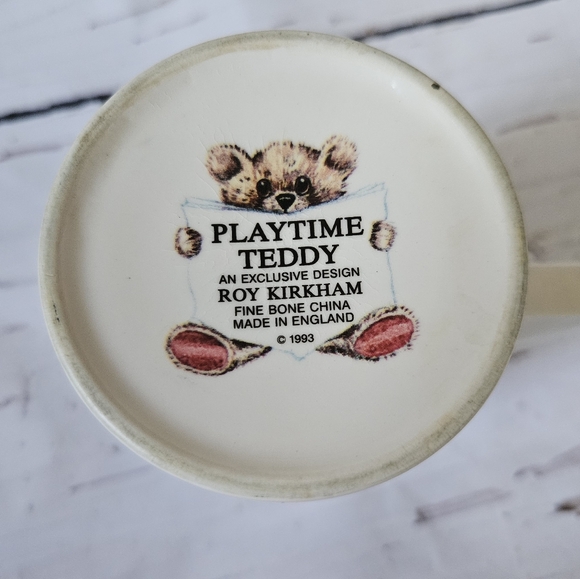 PLAYTIME
TEDDY
AN EXCLUSIVE DESIGN
ROY KIRKHAM
FINE BONE CHINA
MADE IN ENGLAND
© 1993